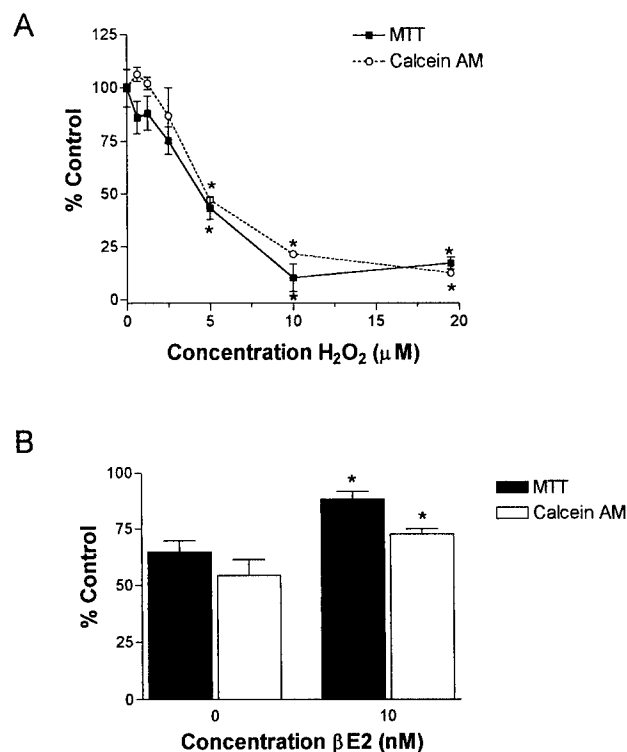 A
125
100
75
50
25
0
% Control
0
5
10
15
20
Concentration H₂O₂ (μM)
MTT
Calcein AM
*
*
*
*
*
*
B
100
75
50
25
0
% Control
*
*
0
10
Concentration βE2 (nM)
MTT
Calcein AM